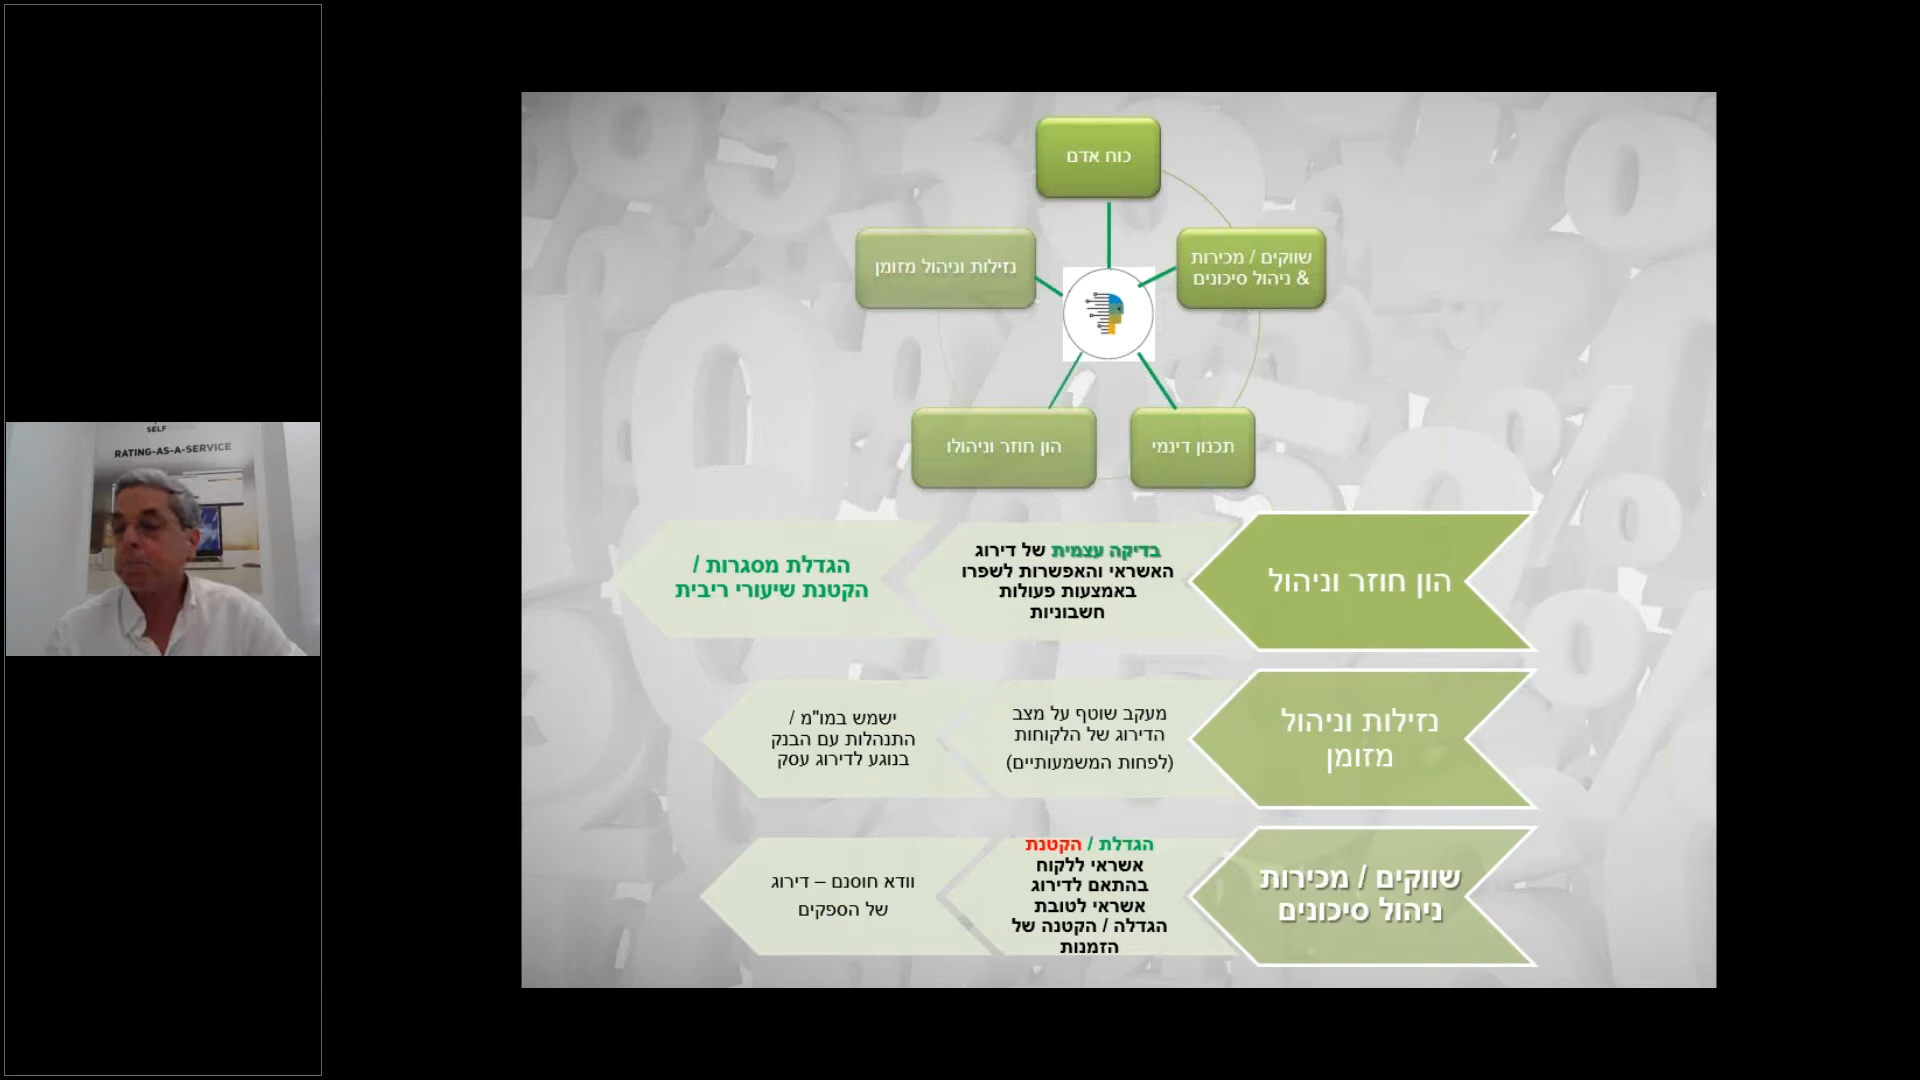 SELF
RATING-AS-A-SERVICE
כוח אדם
שווקים / מכירות
& ניהול סיכונים
נזילות וניהול מזומן
תכנון דינמי
הון חוזר וניהולו
הון חוזר וניהול
בדיקה עצמית של דירוג
האשראי והאפשרות לשפרו
באמצעות פעולות
חשבוניות
הגדלת מסגרות /
הקטנת שיעורי ריבית
נזילות וניהול
מזומן
מעקב שוטף על מצב
הדירוג של הלקוחות
(לפחות המשמעותיים)
ישמש במו"מ /
התנהלות עם הבנק
בנוגע לדירוג עסק
שווקים / מכירות
ניהול סיכונים
הגדלת / הקטנת
אשראי ללקוח
בהתאם לדירוג
אשראי לטובת
הגדלה / הקטנה של
הזמנות
וודא חוסנם – דירוג
של הספקים